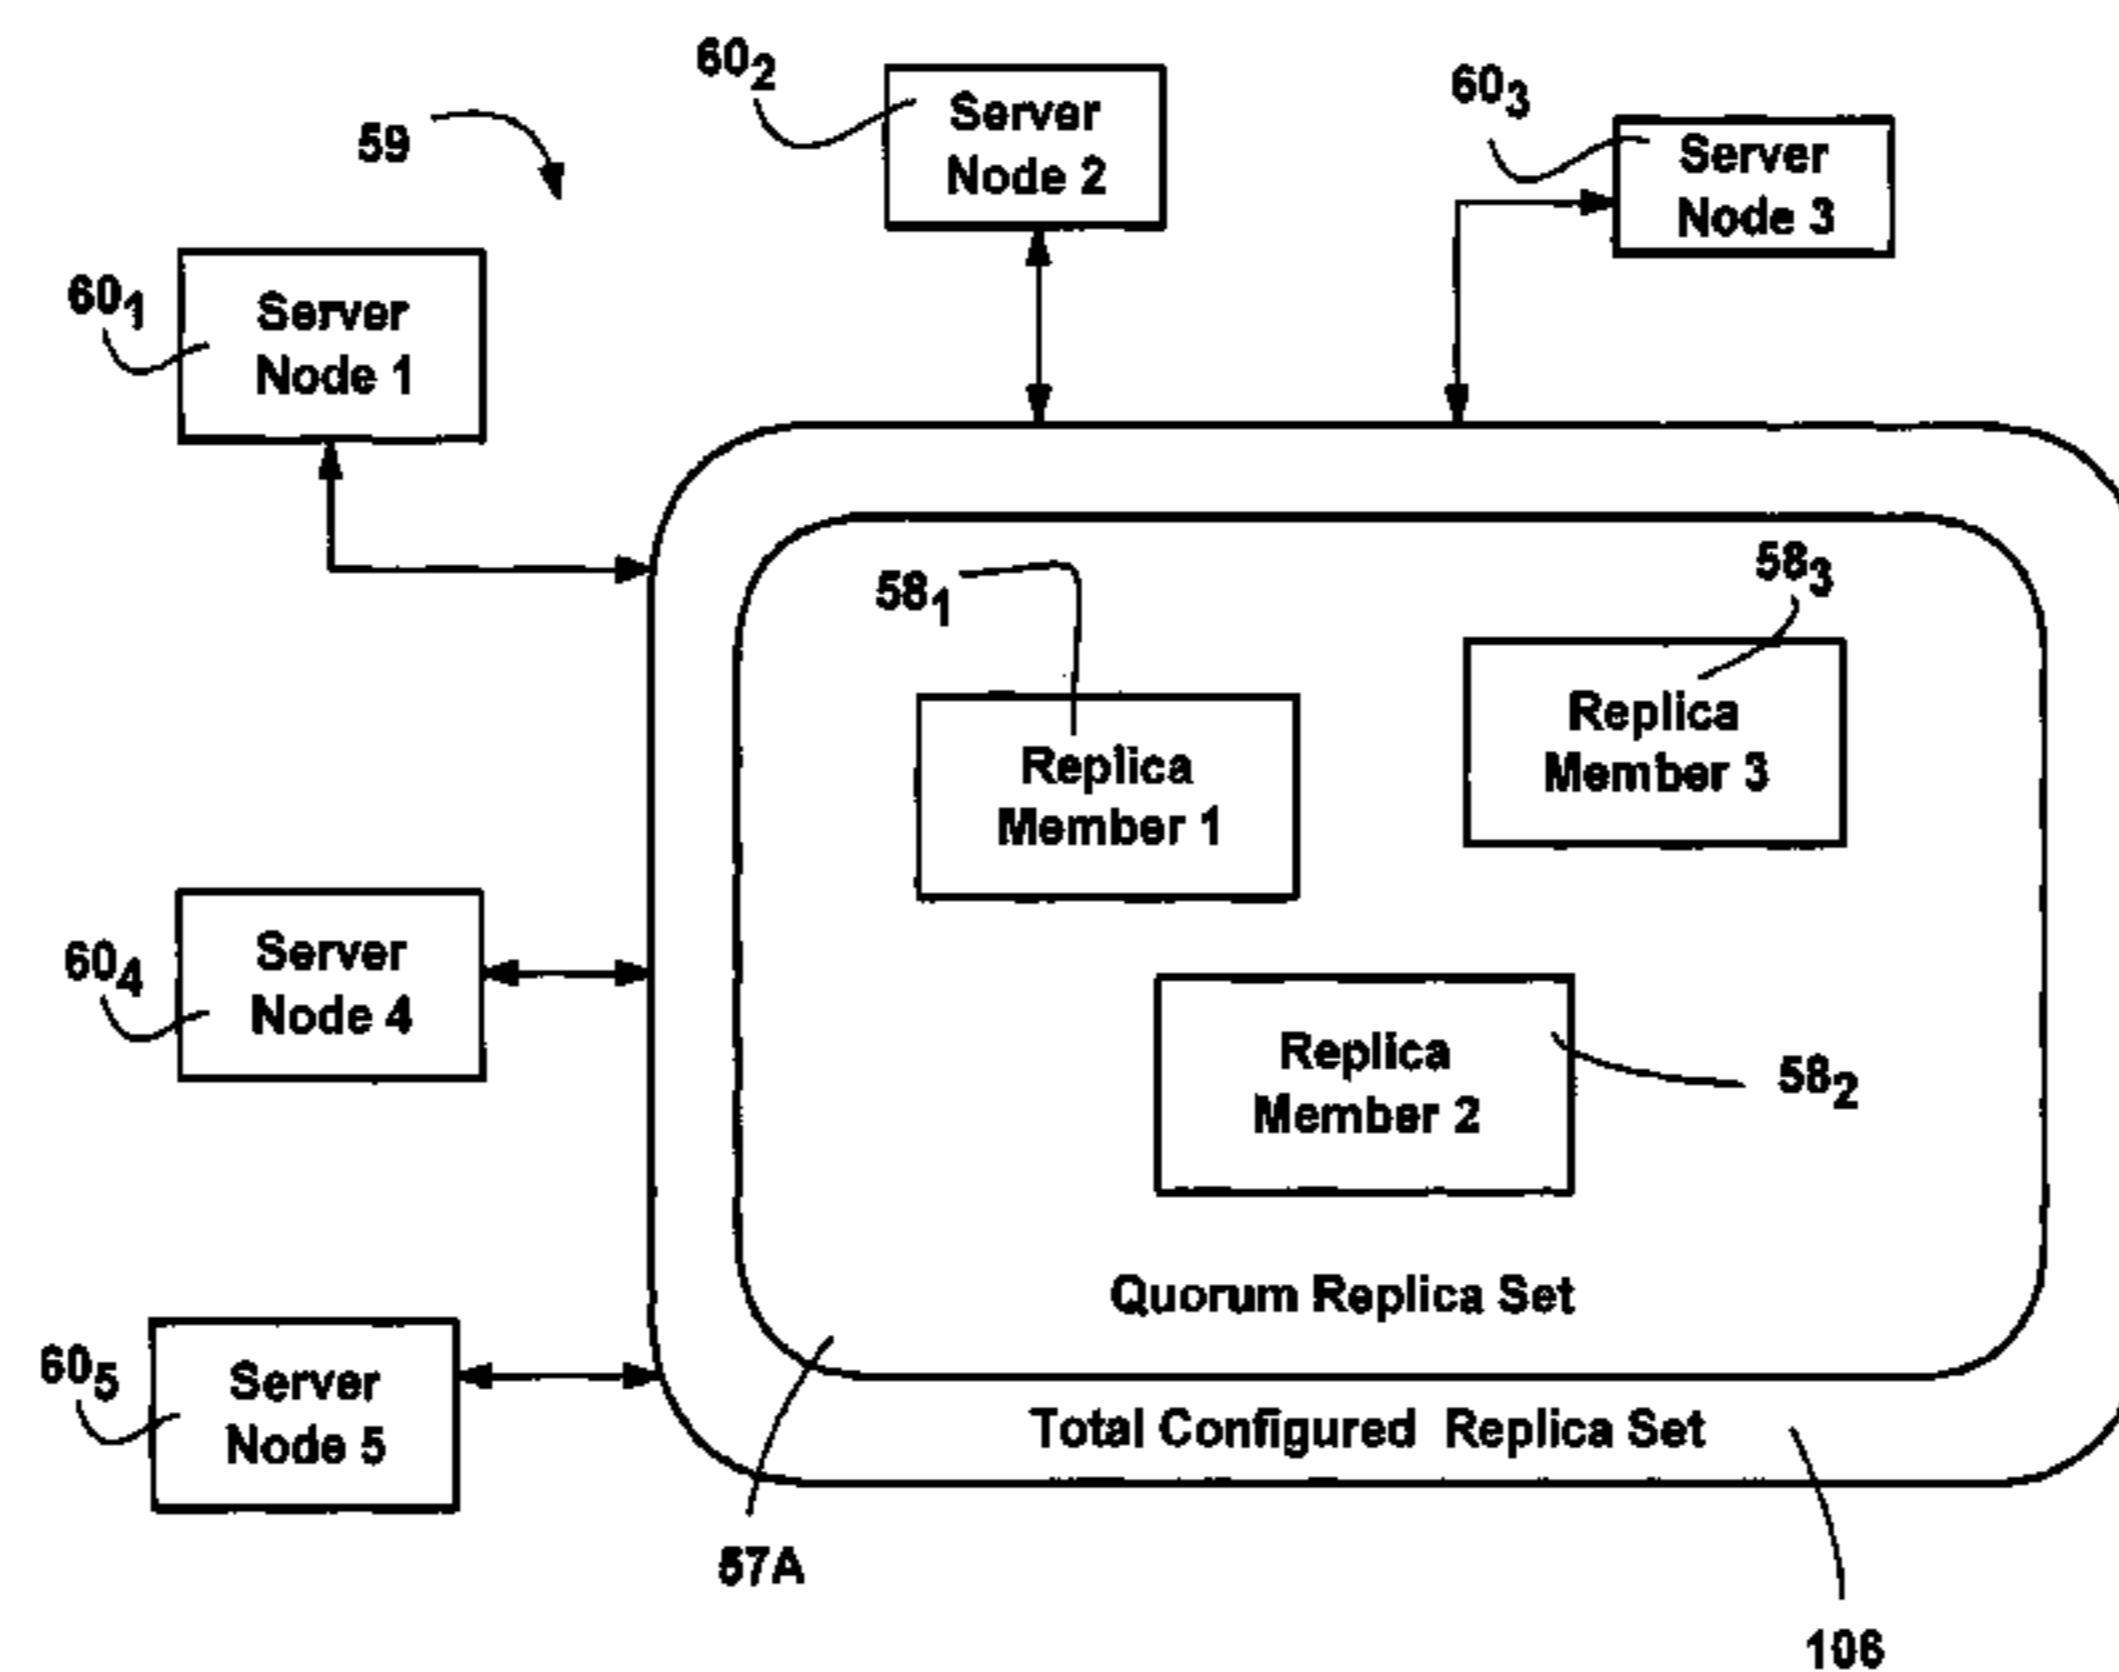 60₂
Server
Node 2
60₃
Server
Node 3
59
60₁
Server
Node 1
58₁
58₃
Replica
Member 1
Replica
Member 3
60₄
Server
Node 4
Replica
Member 2
58₂
Quorum Replica Set
60₅
Server
Node 5
Total Configured Replica Set
57A
106